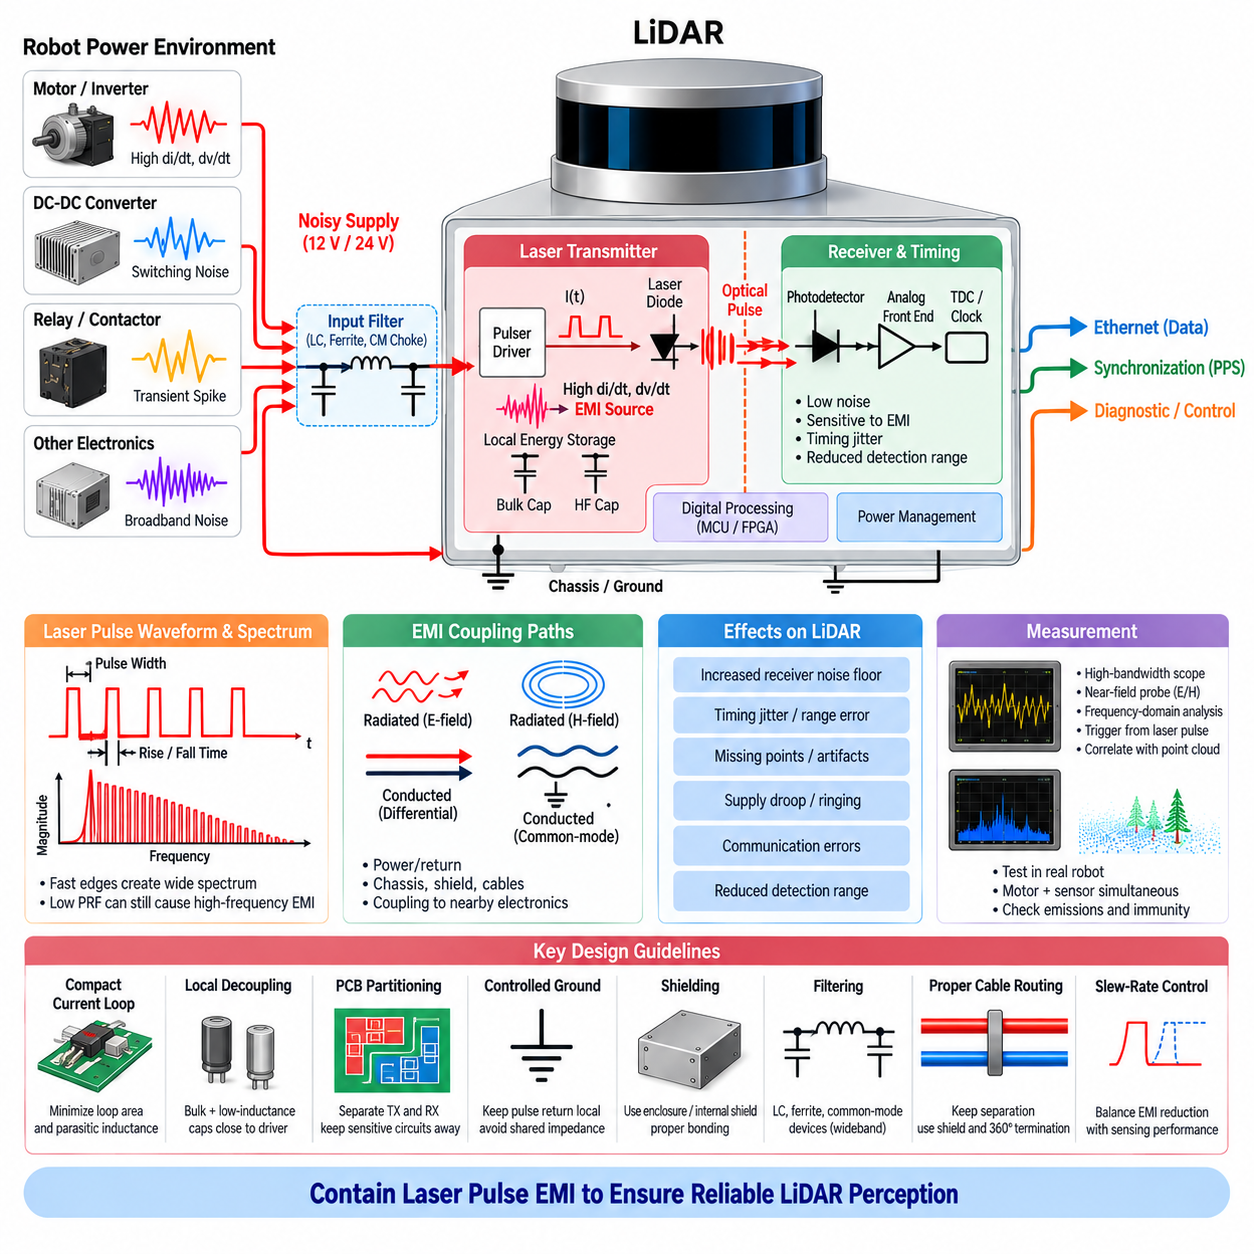 LiDAR
Robot Power Environment
Motor / Inverter
High di/dt, dv/dt
DC-DC Converter
Switching Noise
Relay / Contactor
Transient Spike
Other Electronics
Broadband Noise
Noisy Supply
(12 V / 24 V)
Input Filter
(LC, Ferrite, CM Choke)
Laser Transmitter
Pulser
Driver
I(t)
Laser
Diode
High di/dt, dv/dt
EMI Source
Local Energy Storage
Bulk Cap
HF Cap
Optical
Pulse
Receiver & Timing
Photodetector
Analog
Front End
TDC /
Clock
• Low noise
• Sensitive to EMI
• Timing jitter
• Reduced detection range
Digital Processing
(MCU / FPGA)
Power Management
Chassis / Ground
Ethernet (Data)
Synchronization (PPS)
Diagnostic / Control
Laser Pulse Waveform & Spectrum
Pulse Width
t
Rise / Fall Time
Magnitude
Frequency
• Fast edges create wide spectrum
• Low PRF can still cause high-frequency EMI
EMI Coupling Paths
Radiated (E-field)
Radiated (H-field)
Conducted
(Differential)
Conducted
(Common-mode)
• Power/return
• Chassis, shield, cables
• Coupling to nearby electronics
Effects on LiDAR
Increased receiver noise floor
Timing jitter / range error
Missing points / artifacts
Supply droop / ringing
Communication errors
Reduced detection range
Measurement
• High-bandwidth scope
• Near-field probe (E/H)
• Frequency-domain analysis
• Trigger from laser pulse
• Correlate with point cloud
• Test in real robot
• Motor + sensor simultaneous
• Check emissions and immunity
Key Design Guidelines
Compact
Current Loop
Minimize loop area
and parasitic inductance
Local Decoupling
Bulk + low-inductance
caps close to driver
PCB Partitioning
Separate TX and RX
keep sensitive circuits away
Controlled Ground
Keep pulse return local
avoid shared impedance
Shielding
Use enclosure / internal shield
proper bonding
Filtering
LC, ferrite, common-mode
devices (wideband)
Proper Cable Routing
Keep separation
use shield and 360° termination
Slew-Rate Control
Balance EMI reduction
with sensing performance
Contain Laser Pulse EMI to Ensure Reliable LiDAR Perception